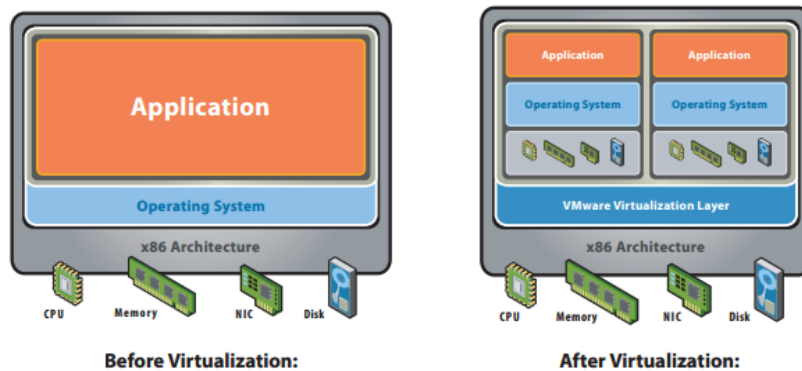 Application
Operating System
x86 Architecture
CPU
Memory
NIC
Disk
Before Virtualization:
Application
Application
Operating System
Operating System
VMware Virtualization Layer
x86 Architecture
CPU
Memory
NIC
Disk
After Virtualization: